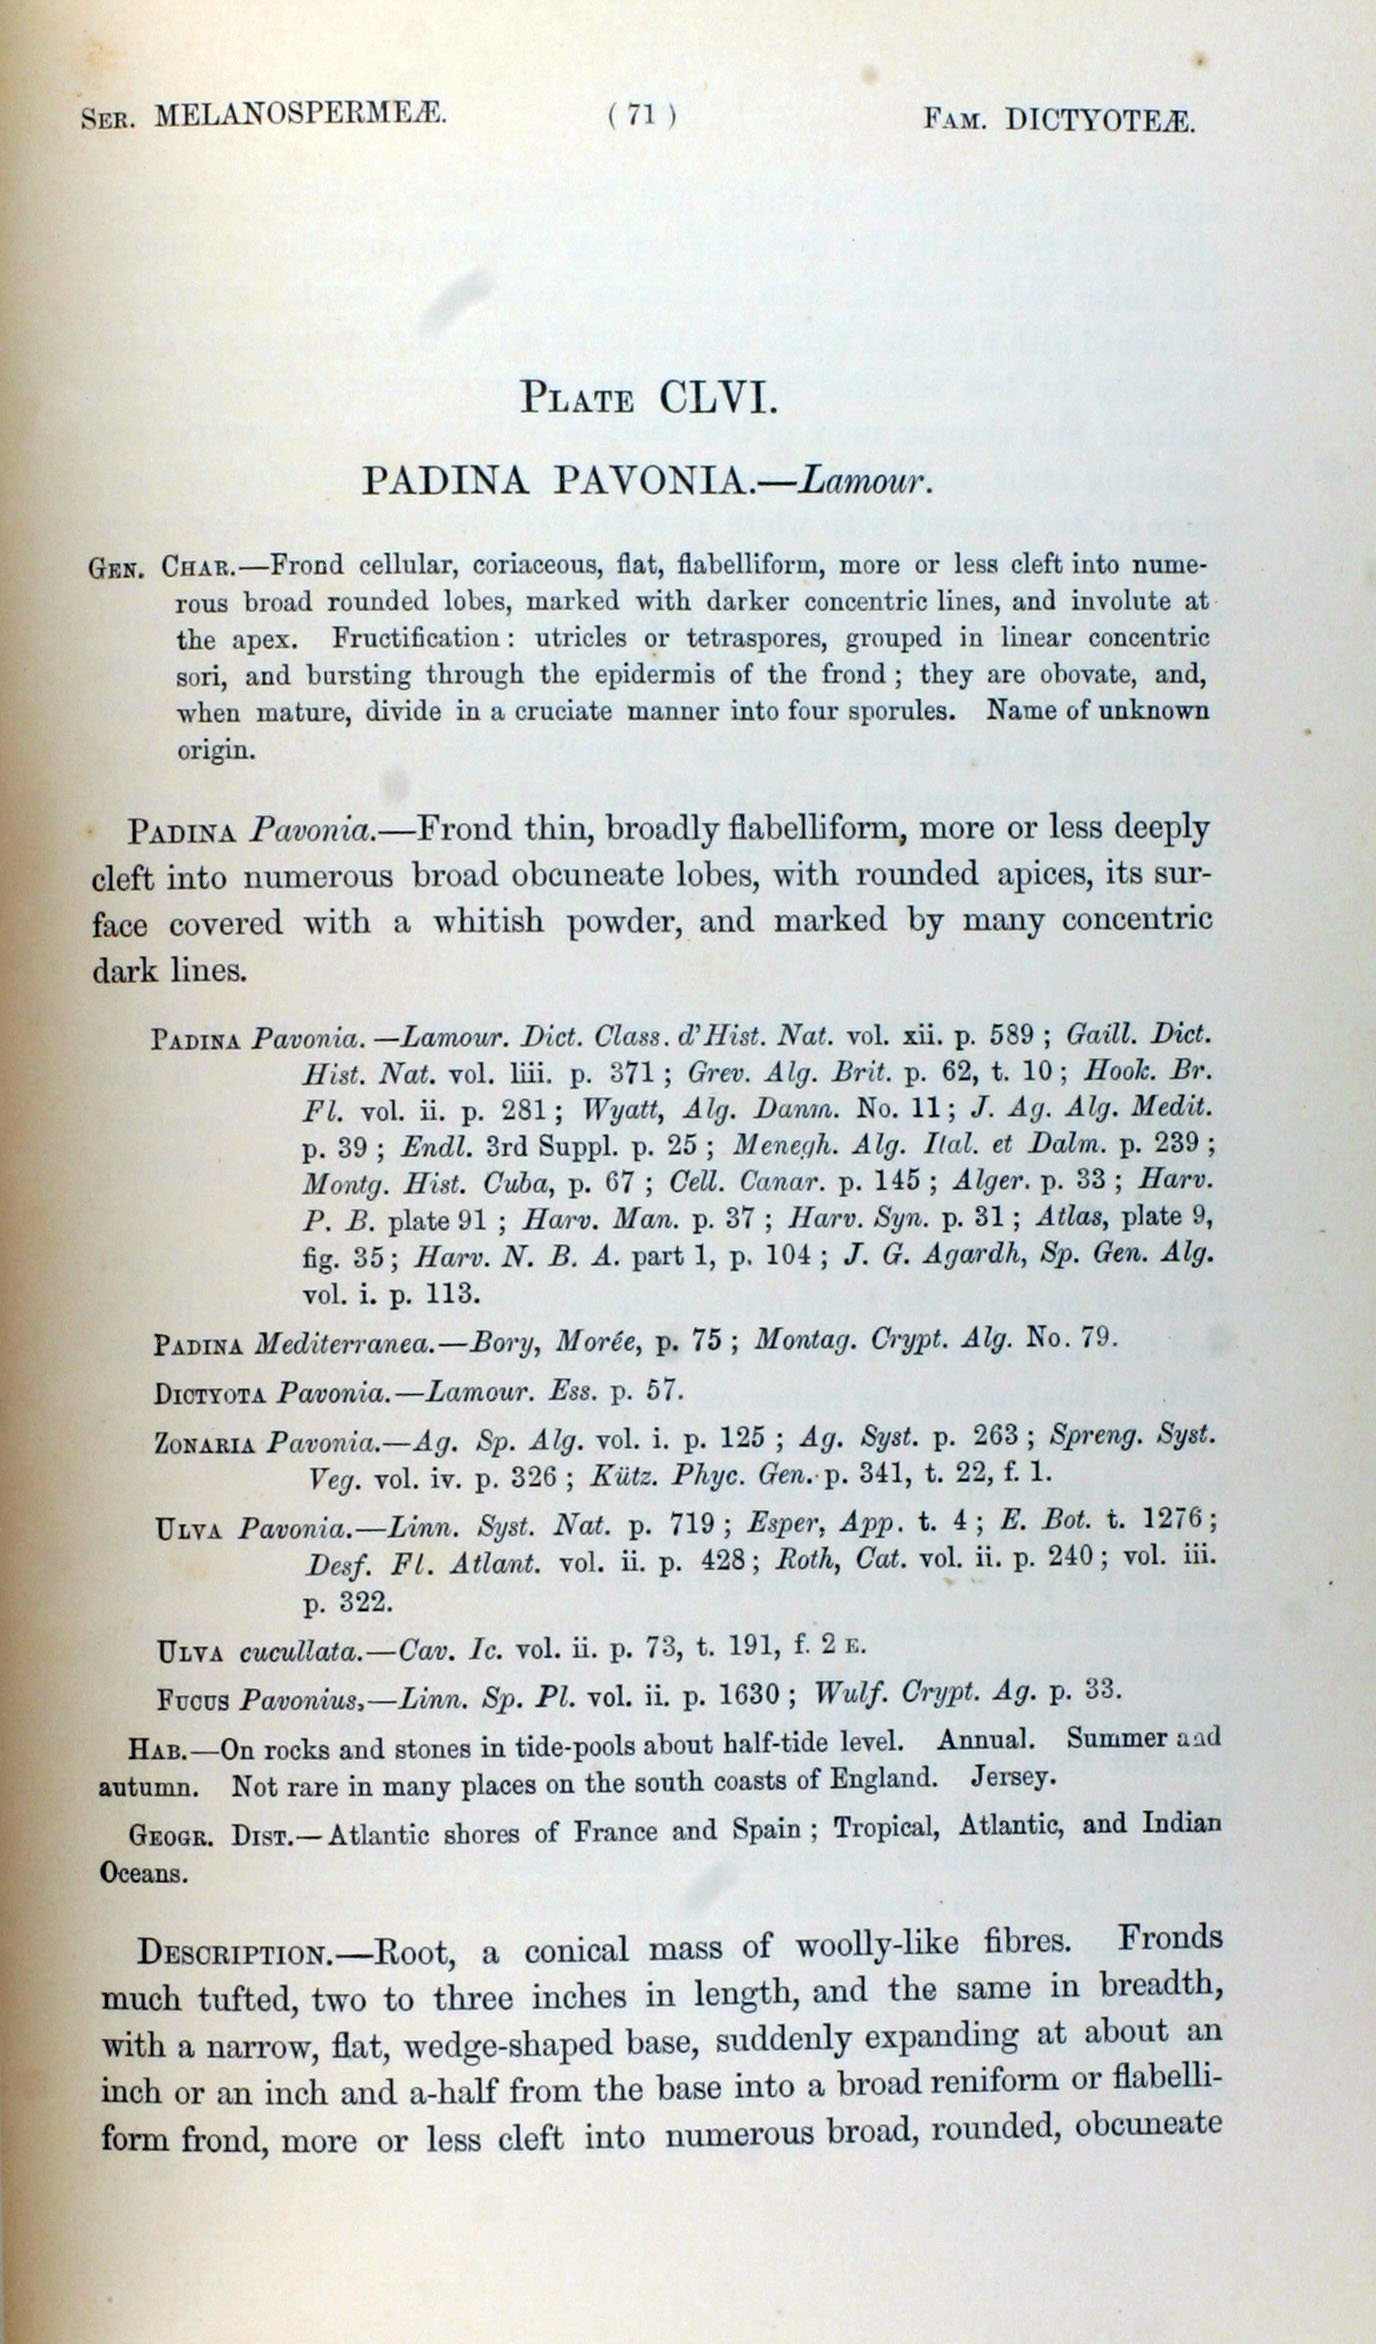 SER. MELANOSPERMEÆ. (71) FAM. DICTYOTEÆ.
PLATE CLVI.
PADINA PAVONIA.—Lamour.
GEN. CHAR.—Frond cellular, coriaceous, flat, flabelliform, more or less cleft into nume-
rous broad rounded lobes, marked with darker concentric lines, and involute at
the apex. Fructification: utricles or tetraspores, grouped in linear concentric
sori, and bursting through the epidermis of the frond; they are obovate, and,
when mature, divide in a cruciate manner into four sporules. Name of unknown
origin.
PADINA Pavonia.—Frond thin, broadly flabelliform, more or less deeply
cleft into numerous broad obcuneate lobes, with rounded apices, its sur-
face covered with a whitish powder, and marked by many concentric
dark lines.
PADINA Pavonia.—Lamour. Dict. Class. d'Hist. Nat. vol. xii. p. 589; Gaill. Dict.
Hist. Nat. vol. liii. p. 371; Grev. Alg. Brit. p. 62, t. 10; Hook. Br.
Fl. vol. ii. p. 281; Wyatt, Alg. Danm. No. 11; J. Ag. Alg. Medit.
p. 39; Endl. 3rd Suppl. p. 25; Menegh. Alg. Ital. et Dalm. p. 239;
Montg. Hist. Cuba, p. 67; Cell. Canar. p. 145; Alger. p. 33; Harv.
P. B. plate 91; Harv. Man. p. 37; Harv. Syn. p. 31; Atlas, plate 9,
fig. 35; Harv. N. B. A. part 1, p. 104; J. G. Agardh, Sp. Gen. Alg.
vol. i. p. 113.
PADINA Mediterranea.—Bory, Morée, p. 75; Montag. Crypt. Alg. No. 79.
DICTYOTA Pavonia.—Lamour. Ess. p. 57.
ZONARIA Pavonia.—Ag. Sp. Alg. vol. i. p. 125; Ag. Syst. p. 263; Spreng. Syst.
Veg. vol. iv. p. 326; Kütz. Phyc. Gen. p. 341, t. 22, f. 1.
ULVA Pavonia.—Linn. Syst. Nat. p. 719; Esper, App. t. 4; E. Bot. t. 1276;
Desf. Fl. Atlant. vol. ii. p. 428; Roth, Cat. vol. ii. p. 240; vol. iii.
p. 322.
ULVA cucullata.—Cav. Ic. vol. ii. p. 73, t. 191, f. 2 E.
FUCUS Pavonius,—Linn. Sp. Pl. vol. ii. p. 1630; Wulf. Crypt. Ag. p. 33.
HAB.—On rocks and stones in tide-pools about half-tide level. Annual. Summer and
autumn. Not rare in many places on the south coasts of England. Jersey.
GEOGR. DIST.—Atlantic shores of France and Spain; Tropical, Atlantic, and Indian
Oceans.
DESCRIPTION.—Root, a conical mass of woolly-like fibres. Fronds
much tufted, two to three inches in length, and the same in breadth,
with a narrow, flat, wedge-shaped base, suddenly expanding at about an
inch or an inch and a-half from the base into a broad reniform or flabelli-
form frond, more or less cleft into numerous broad, rounded, obcuneate